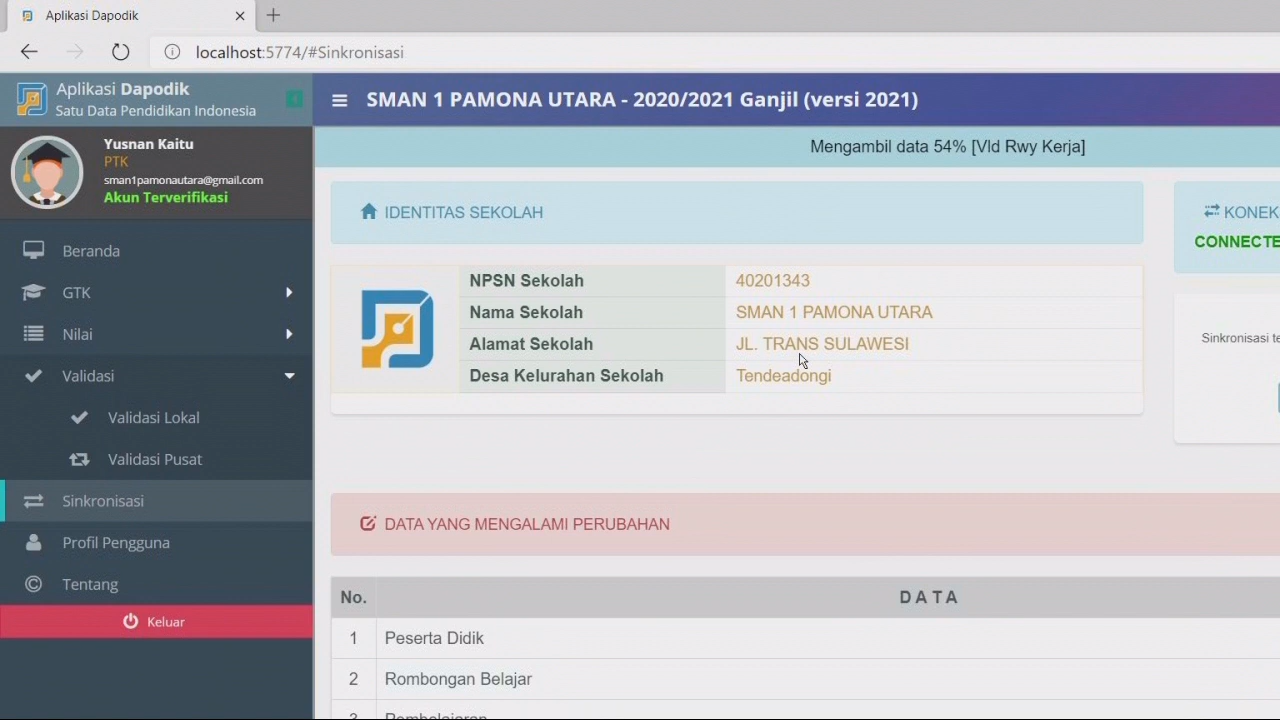 Aplikasi Dapodik
localhost:5774/#Sinkronisasi
Aplikasi Dapodik
Satu Data Pendidikan Indonesia
SMAN 1 PAMONA UTARA - 2020/2021 Ganjil (versi 2021)
Yusnan Kaitu
PTK
sman1pamonautara@gmail.com
Akun Terverifikasi
Mengambil data 54% [Vld Rwy Kerja]
Beranda
GTK
Nilai
Validasi
Validasi Lokal
Validasi Pusat
Sinkronisasi
Profil Pengguna
Tentang
Keluar
IDENTITAS SEKOLAH
NPSN Sekolah 40201343
Nama Sekolah SMAN 1 PAMONA UTARA
Alamat Sekolah JL. TRANS SULAWESI
Desa Kelurahan Sekolah Tendeadongi
KONEK
CONNECTE
Sinkronisasi te
DATA YANG MENGALAMI PERUBAHAN
No. DATA
1 Peserta Didik
2 Rombongan Belajar
3 Pembelajaran